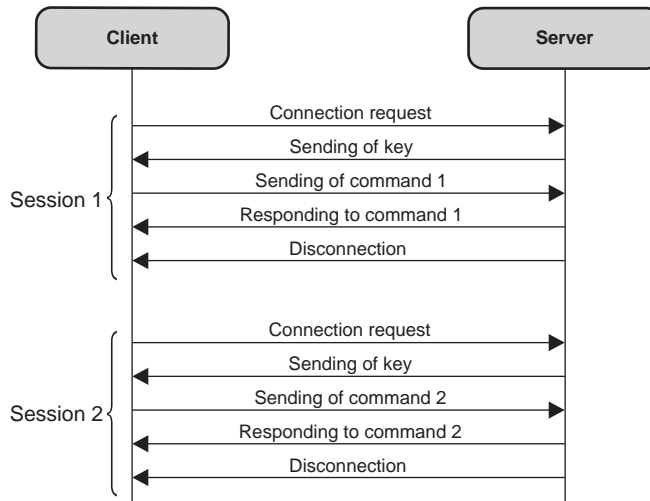 Client
Server
Connection request
Sending of key
Session 1
Sending of command 1
Responding to command 1
Disconnection
Connection request
Sending of key
Session 2
Sending of command 2
Responding to command 2
Disconnection